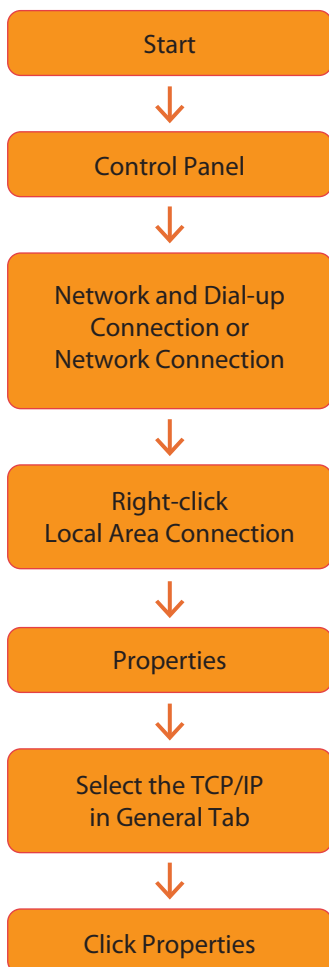 Start
Control Panel
Network and Dial-up
Connection or
Network Connection
Right-click
Local Area Connection
Properties
Select the TCP/IP
in General Tab
Click Properties